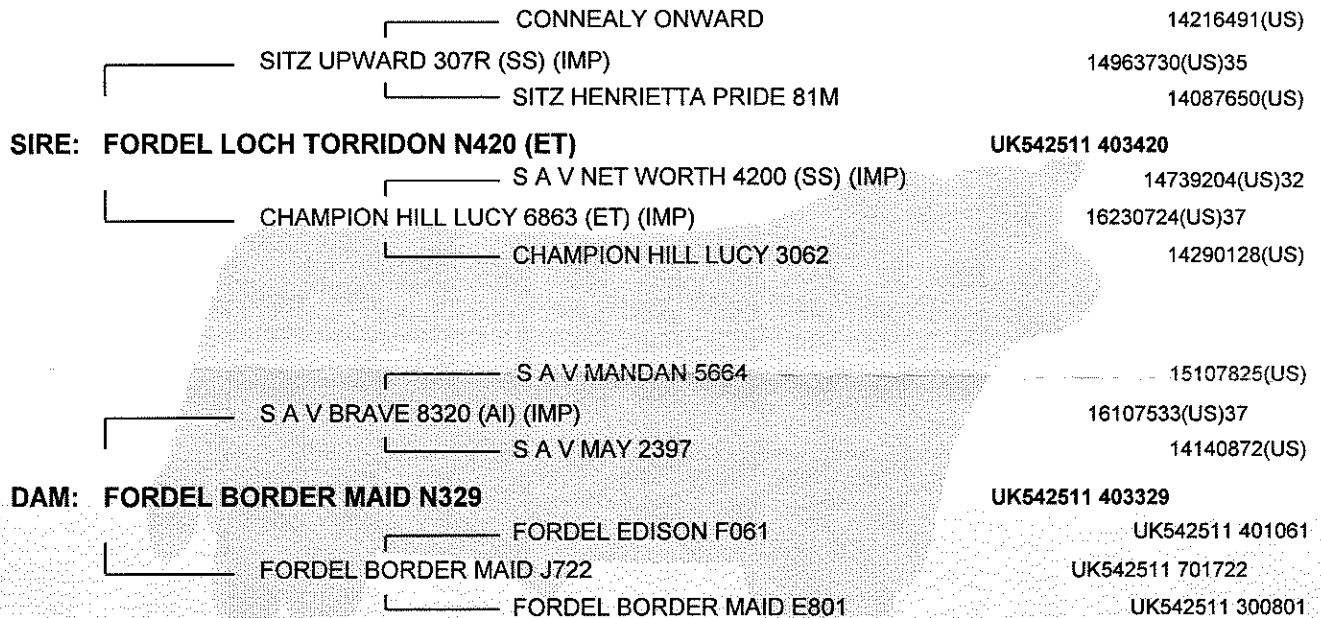 CONNEALY ONWARD 14216491(US)
SITZ UPWARD 307R (SS) (IMP) 14963730(US)35
SITZ HENRIETTA PRIDE 81M 14087650(US)
SIRE: FORDEL LOCH TORRIDON N420 (ET) UK542511 403420
S A V NET WORTH 4200 (SS) (IMP) 14739204(US)32
CHAMPION HILL LUCY 6863 (ET) (IMP) 16230724(US)37
CHAMPION HILL LUCY 3062 14290128(US)
S A V MANDAN 5664 15107825(US)
S A V BRAVE 8320 (AI) (IMP) 16107533(US)37
S A V MAY 2397 14140872(US)
DAM: FORDEL BORDER MAID N329 UK542511 403329
FORDEL EDISON F061 UK542511 401061
FORDEL BORDER MAID J722 UK542511 701722
FORDEL BORDER MAID E801 UK542511 300801